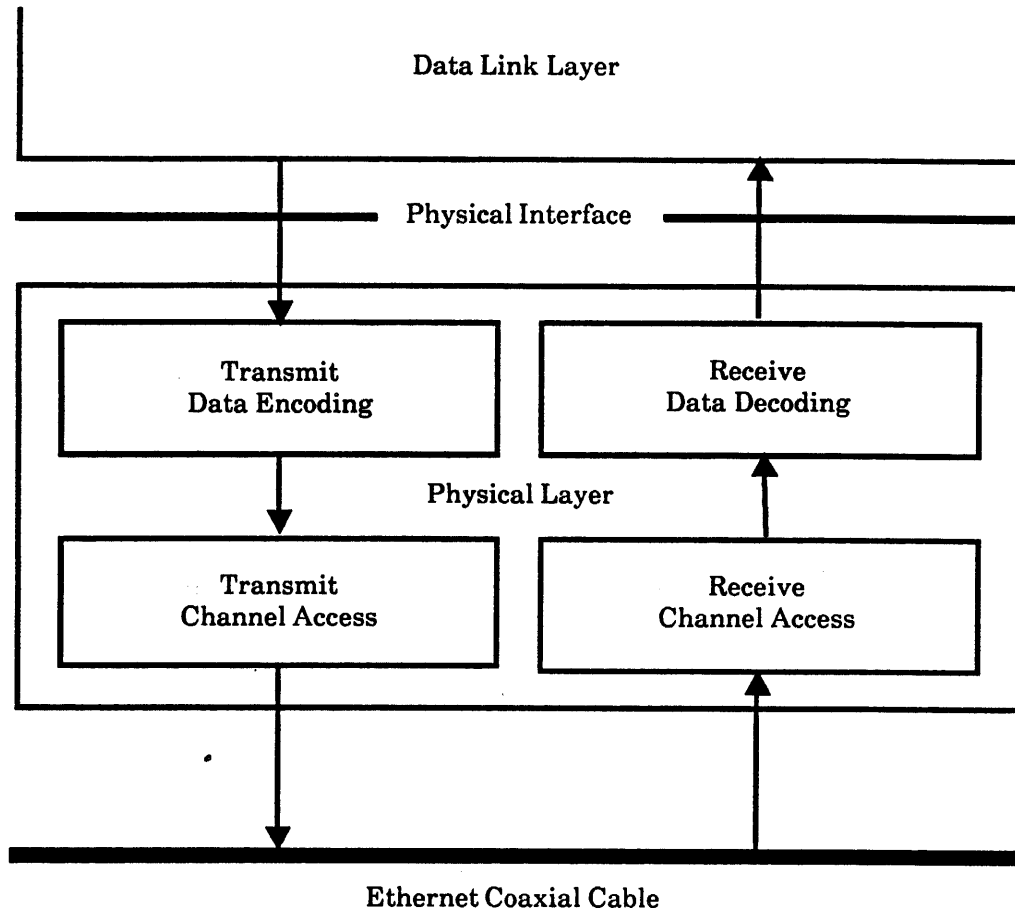 Data Link Layer
Physical Interface
Transmit
Data Encoding
Receive
Data Decoding
Physical Layer
Transmit
Channel Access
Receive
Channel Access
Ethernet Coaxial Cable